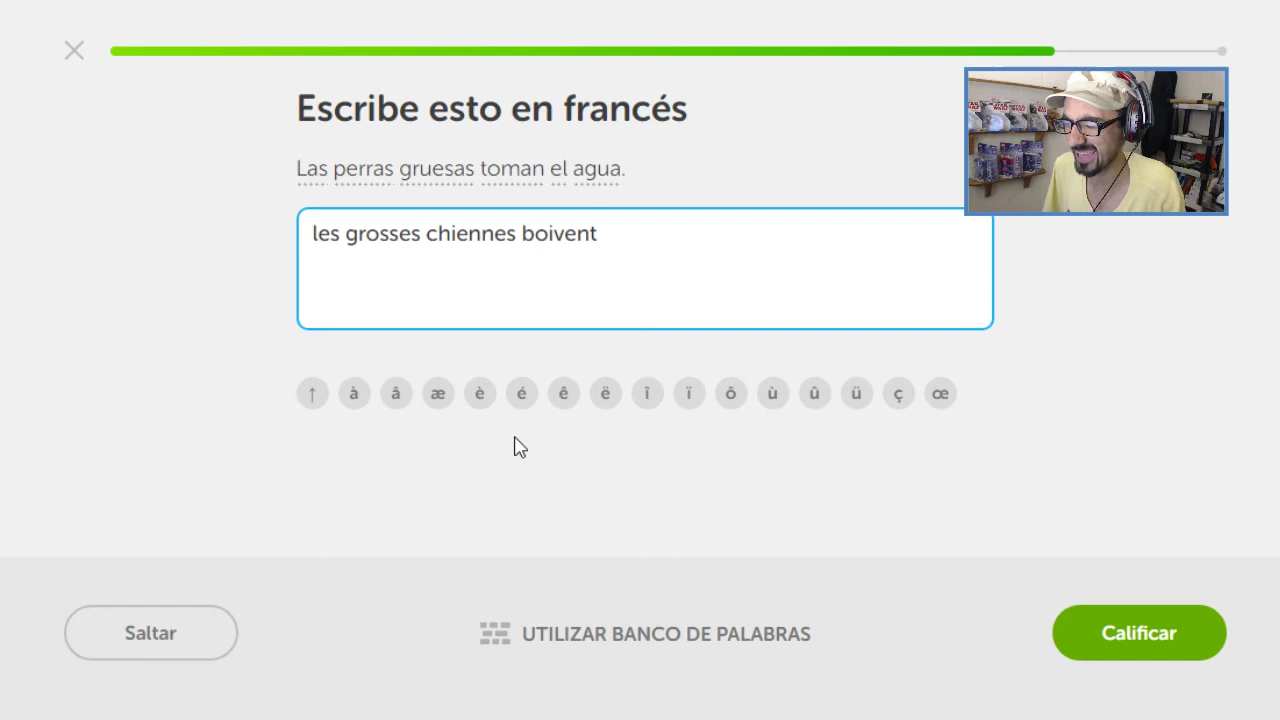 Escribe esto en francés
Las perras gruesas toman el agua.
les grosses chiennes boivent
↑ à â æ è é ê ë î ï ô ù û ü ç œ
Saltar
UTILIZAR BANCO DE PALABRAS
Calificar